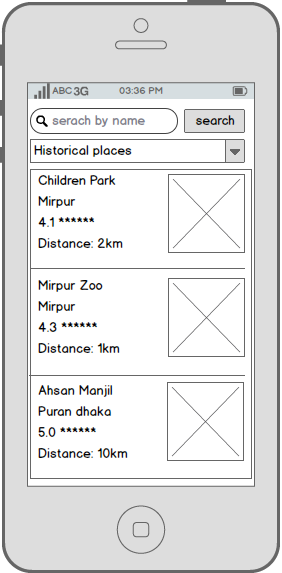 ABC 3G 03:36 PM
serach by name search
Historical places
Children Park
Mirpur
4.1 ******
Distance: 2km
Mirpur Zoo
Mirpur
4.3 ******
Distance: 1km
Ahsan Manjil
Puran dhaka
5.0 ******
Distance: 10km